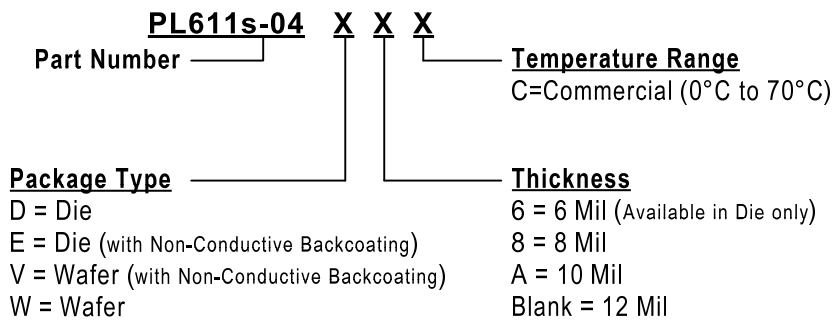 PL611s-04 X X X
Part Number
Temperature Range
C=Commercial (0°C to 70°C)
Package Type
D = Die
E = Die (with Non-Conductive Backcoating)
V = Wafer (with Non-Conductive Backcoating)
W = Wafer
Thickness
6 = 6 Mil (Available in Die only)
8 = 8 Mil
A = 10 Mil
Blank = 12 Mil